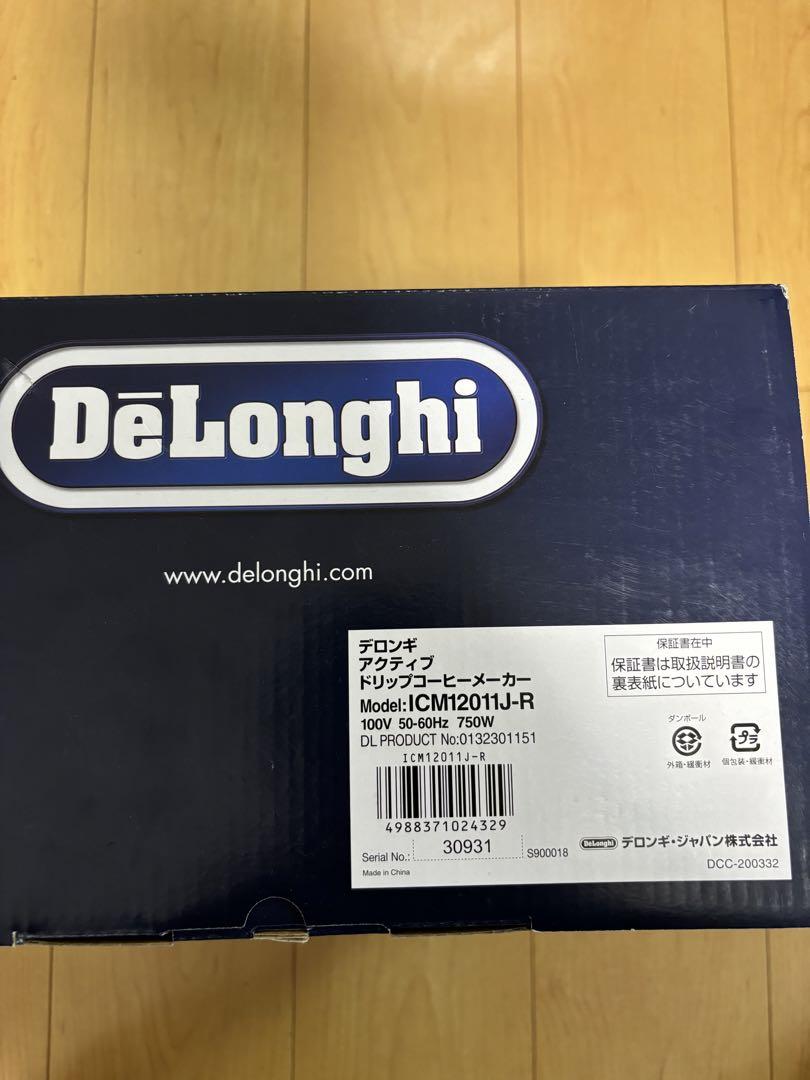 DēLonghi
www.delonghi.com
デロンギ
アクティブ
ドリップコーヒーメーカー
Model:ICM12011J-R
100V 50-60Hz 750W
DL PRODUCT No:0132301151
ICM12011J-R
4988371024329
Serial No.: 30931 S900018
Made in China
保証書在中
保証書は取扱説明書の
裏表紙についています
ダンボール
外箱・緩衝材
プラ
個包装・緩衝材
DeLonghi デロンギ・ジャパン株式会社
DCC-200332